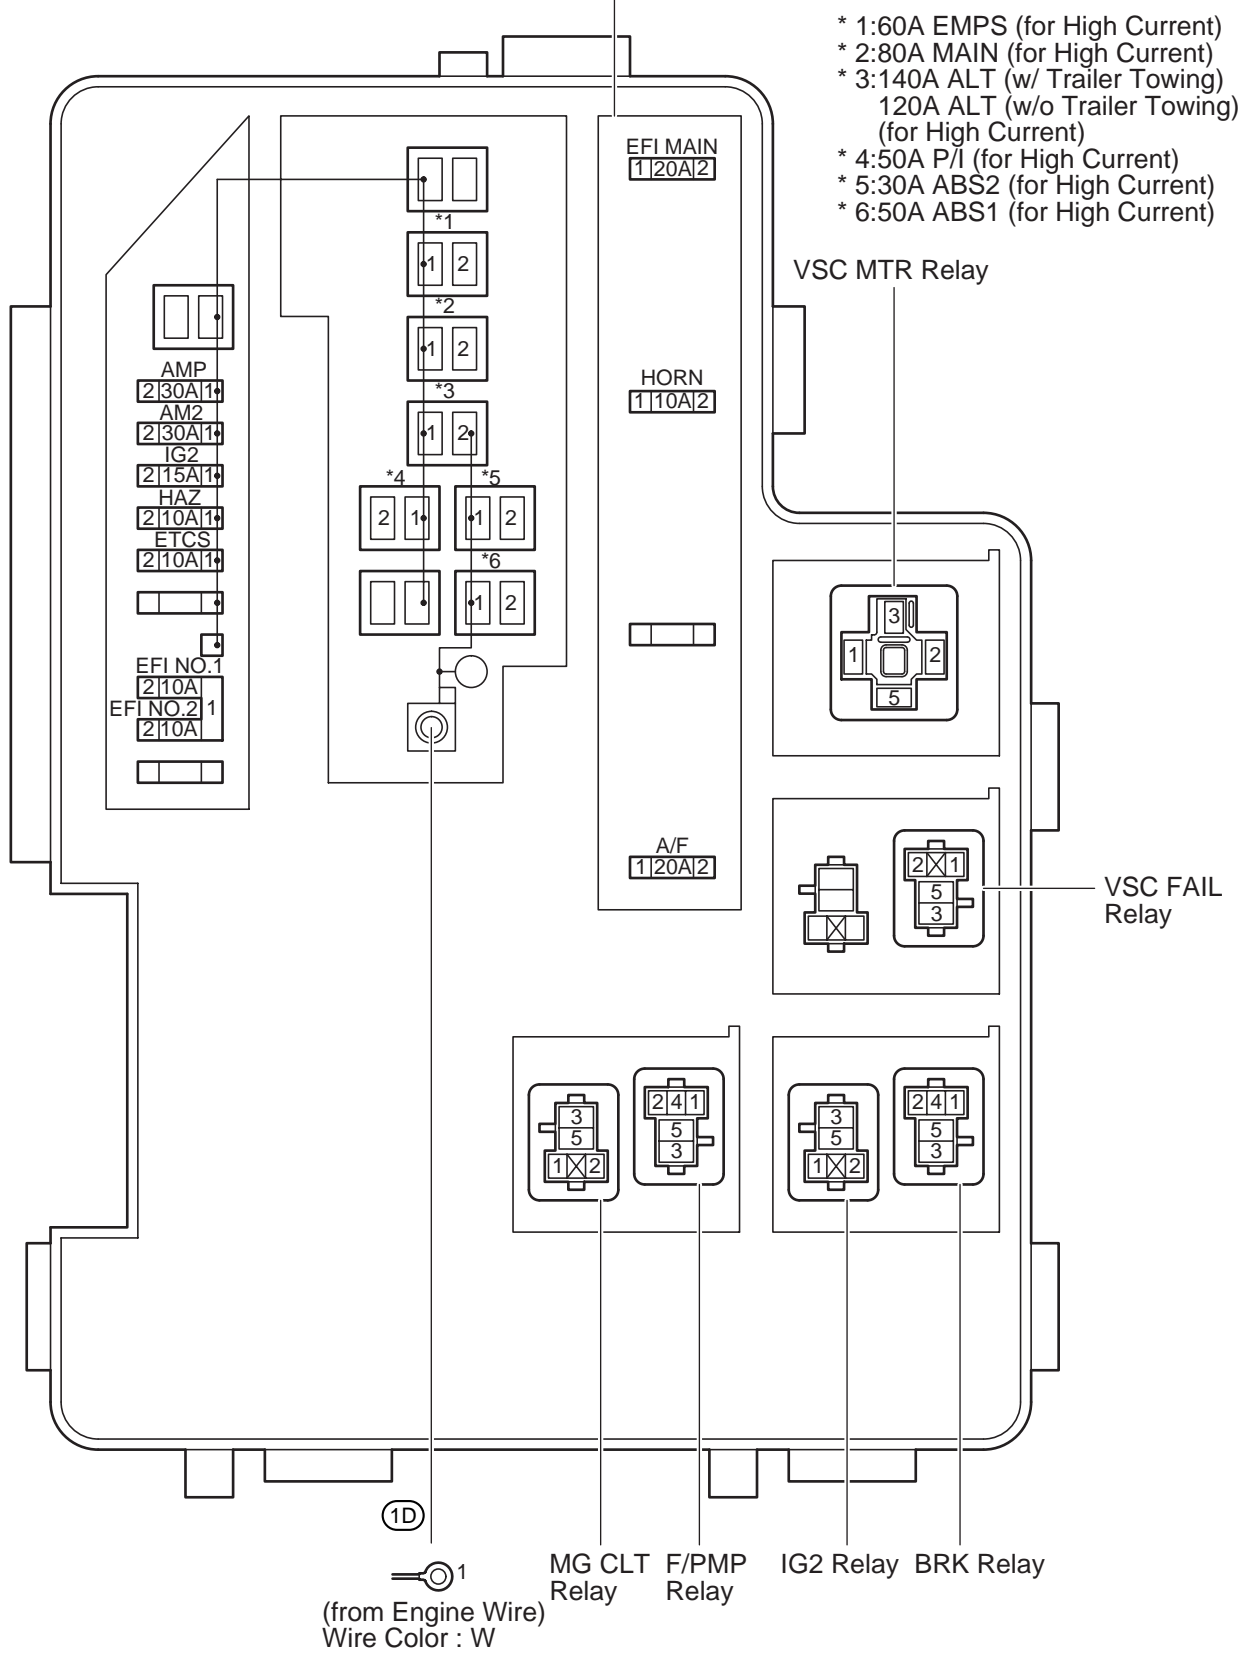 * 1:60A EMPS (for High Current)
* 2:80A MAIN (for High Current)
* 3:140A ALT (w/ Trailer Towing)
120A ALT (w/o Trailer Towing)
(for High Current)
* 4:50A P/I (for High Current)
* 5:30A ABS2 (for High Current)
* 6:50A ABS1 (for High Current)
AMP
2 30A 1
AM2
2 30A 1
IG2
2 15A 1
HAZ
2 10A 1
ETCS
2 10A 1
EFI NO.1
2 10A
EFI NO.2 1
2 10A
*1
1 2
*2
1 2
*3
1 2
*4
2 1
*5
1 2
*6
1 2
EFI MAIN
1 20A 2
HORN
1 10A 2
A/F
1 20A 2
VSC MTR Relay
3
1 2
5
2 1
5
3
VSC FAIL
Relay
3
5
1 2
2 4 1
5
3
3
5
1 2
2 4 1
5
3
1D
1
(from Engine Wire)
Wire Color : W
MG CLT
Relay
F/PMP
Relay
IG2 Relay
BRK Relay